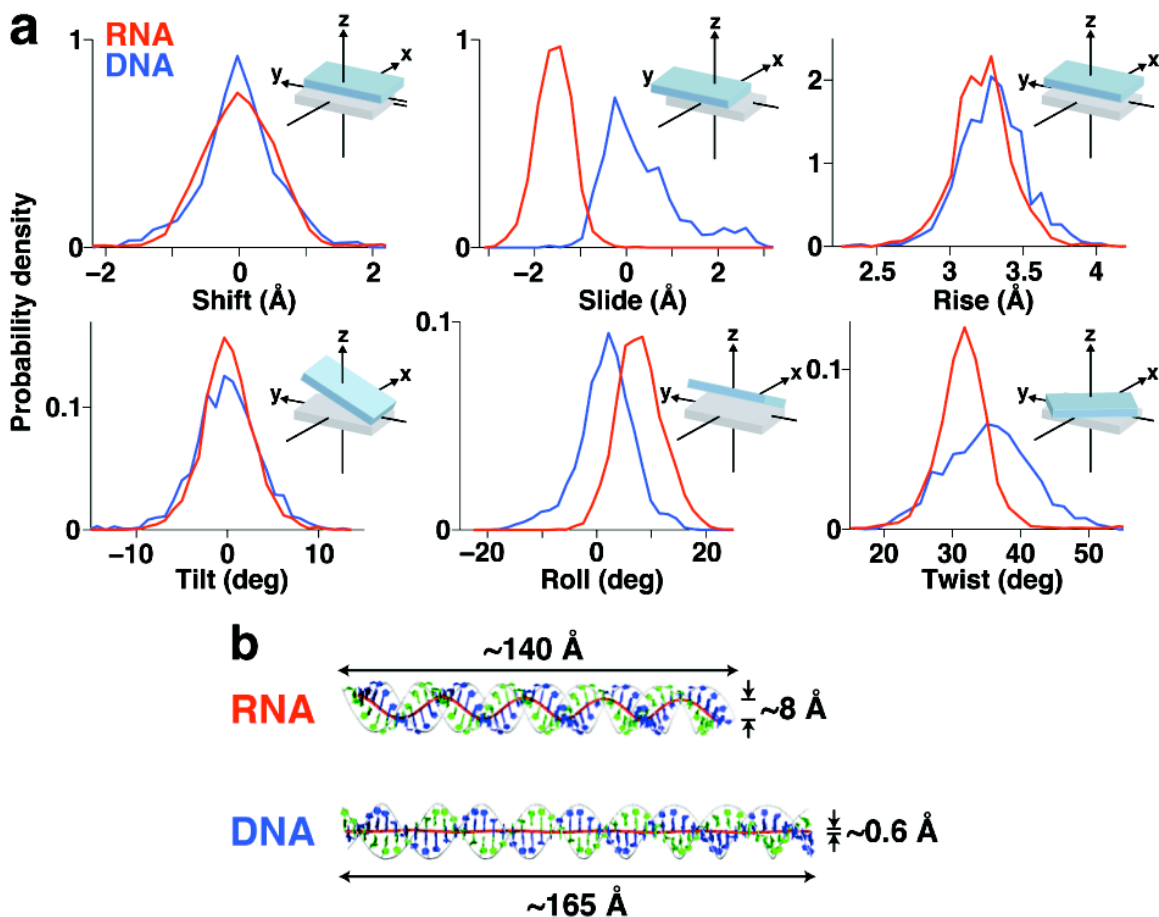 a
RNA
DNA
Probability density
1
0
−2 0 2
Shift (Å)
z
x
y
1
0
−2 0 2
Slide (Å)
z
x
y
2
1
0
2.5 3 3.5 4
Rise (Å)
z
x
y
0.1
0
−10 0 10
Tilt (deg)
z
x
y
0.1
0
−20 0 20
Roll (deg)
z
x
y
0.1
0
20 30 40 50
Twist (deg)
z
x
y
b
~140 Å
RNA
~8 Å
DNA
~0.6 Å
~165 Å